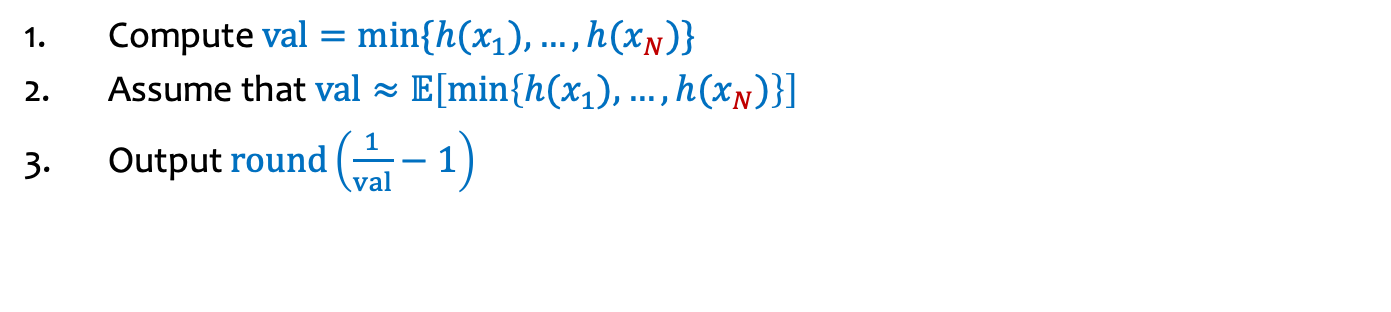 1. Compute val = min{h(x₁), ..., h(x_N)}
2. Assume that val ≈ 𝔼[min{h(x₁), ..., h(x_N)}]
3. Output round(1/val − 1)